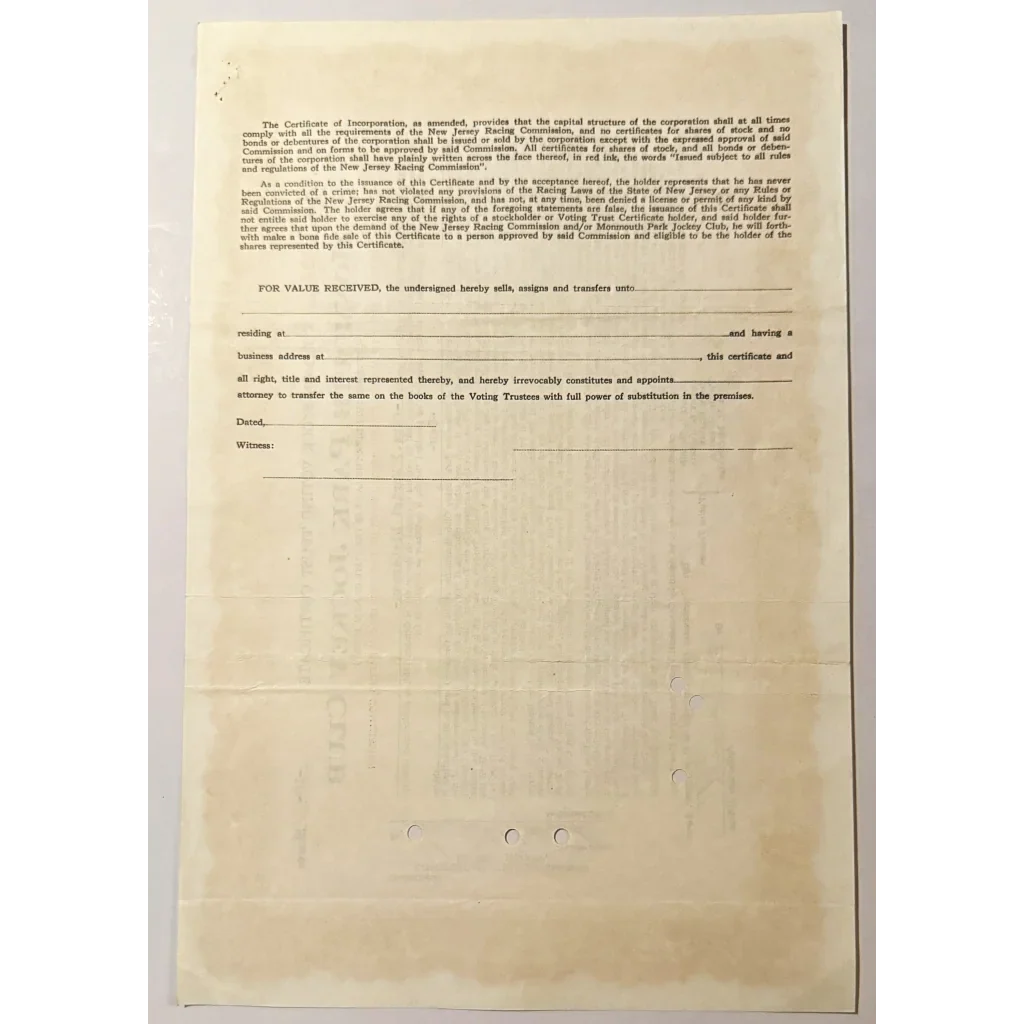 The Certificate of Incorporation, as amended, provides that the capital structure of the corporation shall at all times
comply with all the requirements of the New Jersey Racing Commission, and no certificates for shares of stock and no
bonds or debentures of the corporation shall be issued or sold by the corporation except with the expressed approval of said
Commission and on forms to be approved by said Commission. All certificates for shares of stock, and all bonds or deben-
tures of the corporation shall have plainly written across the face thereof, in red ink, the words "Issued subject to all rules
and regulations of the New Jersey Racing Commission".
As a condition to the issuance of this Certificate and by the acceptance hereof, the holder represents that he has never
been convicted of a crime; has not violated any provisions of the Racing Laws of the State of New Jersey or any Rules or
Regulations of the New Jersey Racing Commission, and has not, at any time, been denied a license or permit of any kind by
said Commission. The holder agrees that if any of the foregoing statements are false, the issuance of this Certificate shall
not entitle said holder to exercise any of the rights of a stockholder or Voting Trust Certificate holder, and said holder fur-
ther agrees that upon the demand of the New Jersey Racing Commission and/or Monmouth Park Jockey Club, he will forth-
with make a bona fide sale of this Certificate to a person approved by said Commission and eligible to be the holder of the
shares represented by this Certificate.
FOR VALUE RECEIVED, the undersigned hereby sells, assigns and transfers unto
residing at and having a
business address at , this certificate and
all right, title and interest represented thereby, and hereby irrevocably constitutes and appoints
attorney to transfer the same on the books of the Voting Trustees with full power of substitution in the premises.
Dated,
Witness:
PARK JOCKEY CLUB